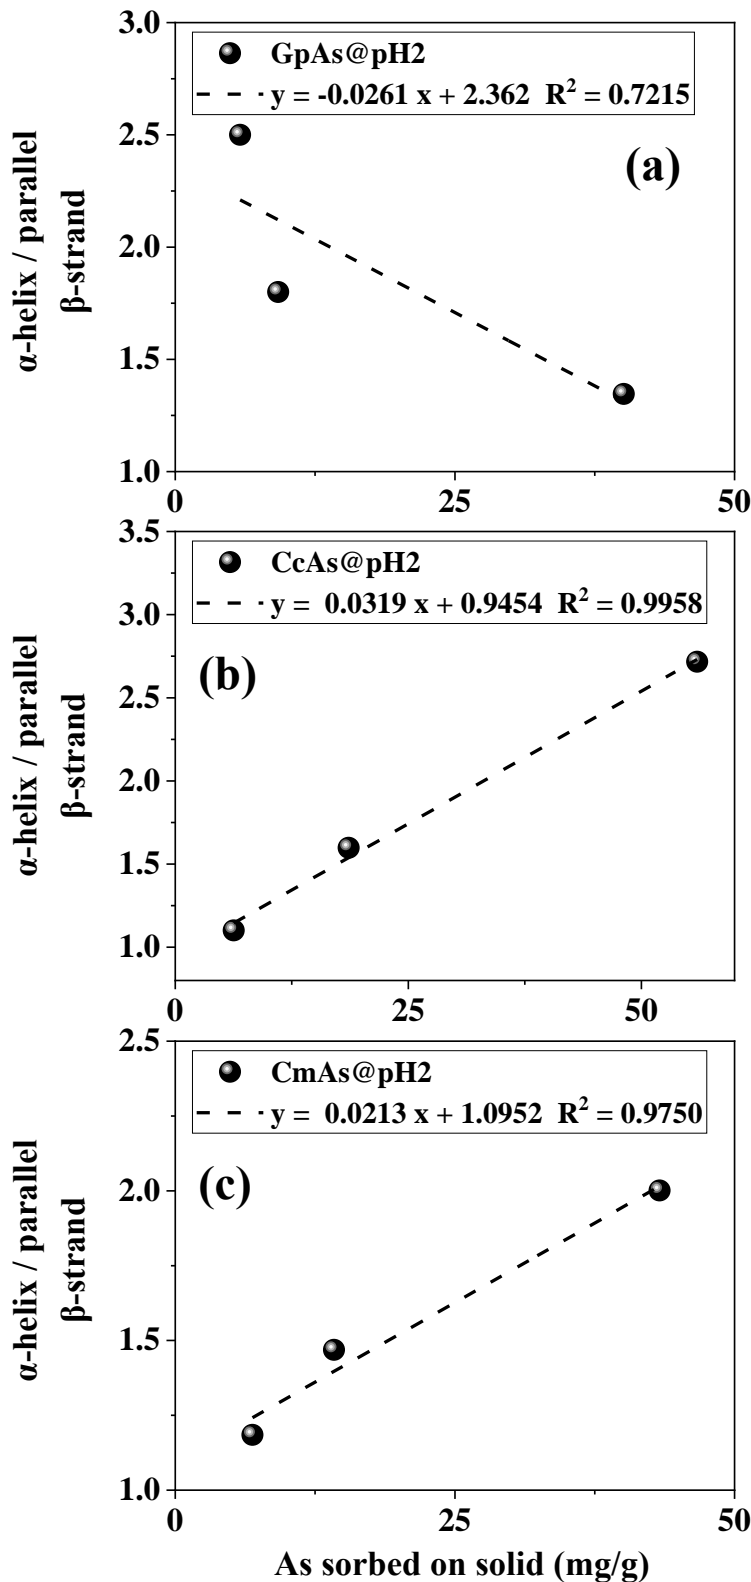 3.0
GpAs@pH2
y = -0.0261 x + 2.362 R² = 0.7215
2.5
(a)
α-helix / parallel
β-strand
2.0
1.5
1.0
0
25
50
3.5
CcAs@pH2
y = 0.0319 x + 0.9454 R² = 0.9958
3.0
(b)
2.5
α-helix / parallel
β-strand
2.0
1.5
1.0
0
25
50
2.5
CmAs@pH2
y = 0.0213 x + 1.0952 R² = 0.9750
(c)
2.0
α-helix / parallel
β-strand
1.5
1.0
0
25
50
As sorbed on solid (mg/g)